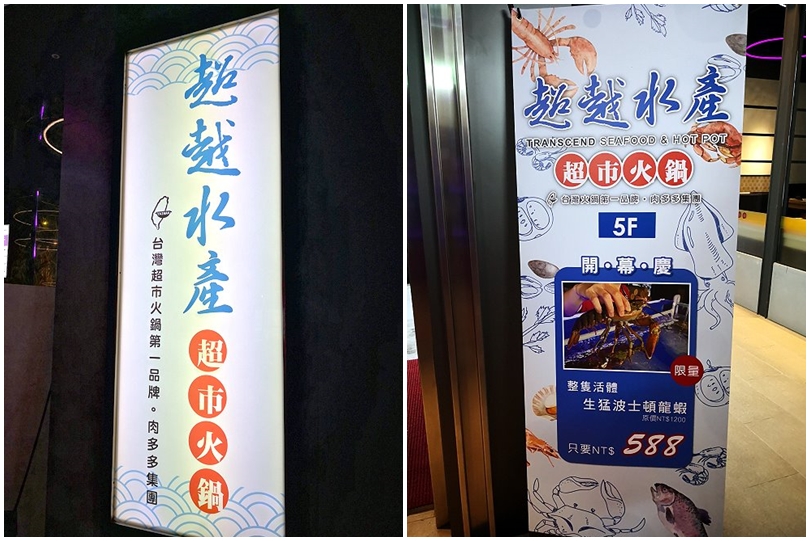 超越水產
超市火鍋
台灣超市火鍋第一品牌。肉多多集團
超越水產
TRANSCEND SEAFOOD & HOT POT
超市火鍋
台灣火鍋第一品牌・肉多多集團
5F
開・幕・慶
限量
整隻活體
生猛波士頓龍蝦
原價NT$1200
只要NT$ 588